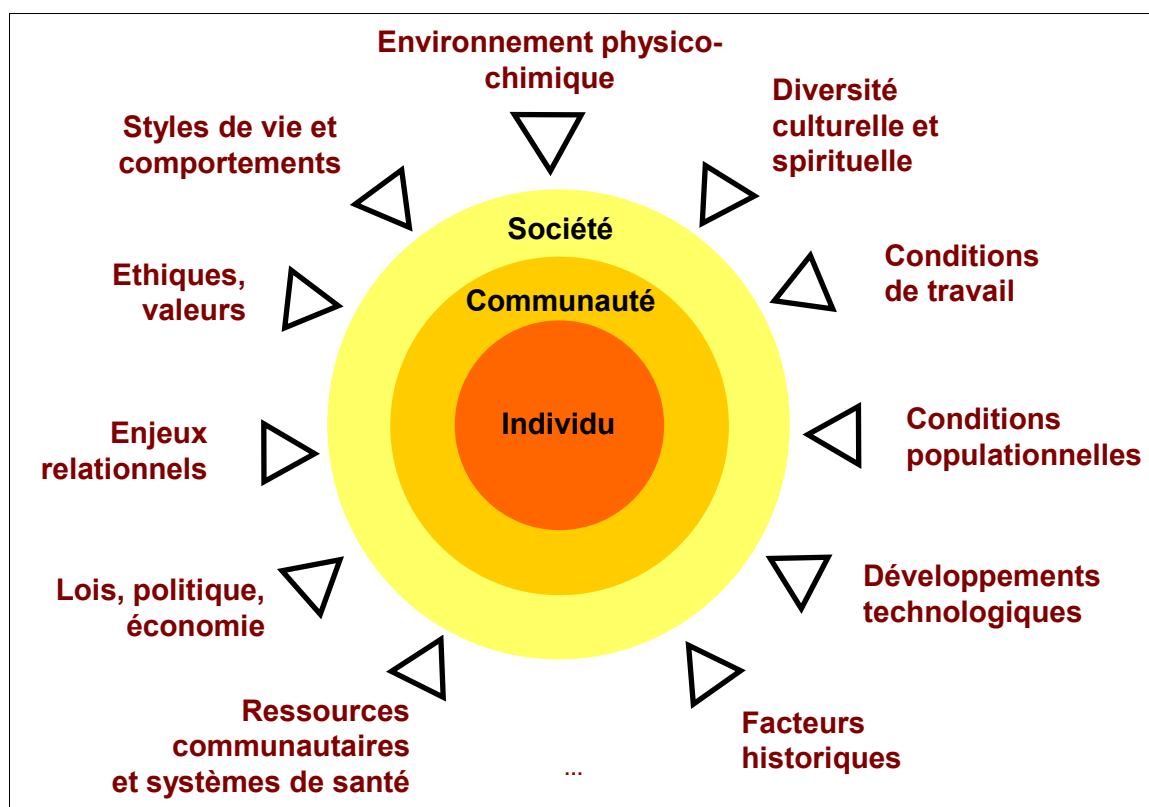 Environnement physico-
chimique
Diversité
culturelle et
spirituelle
Styles de vie et
comportements
Société
Conditions
de travail
Ethiques,
valeurs
Communauté
Individu
Enjeux
relationnels
Conditions
populationnelles
Lois, politique,
économie
Développements
technologiques
Ressources
communautaires
et systèmes de santé
...
Facteurs
historiques